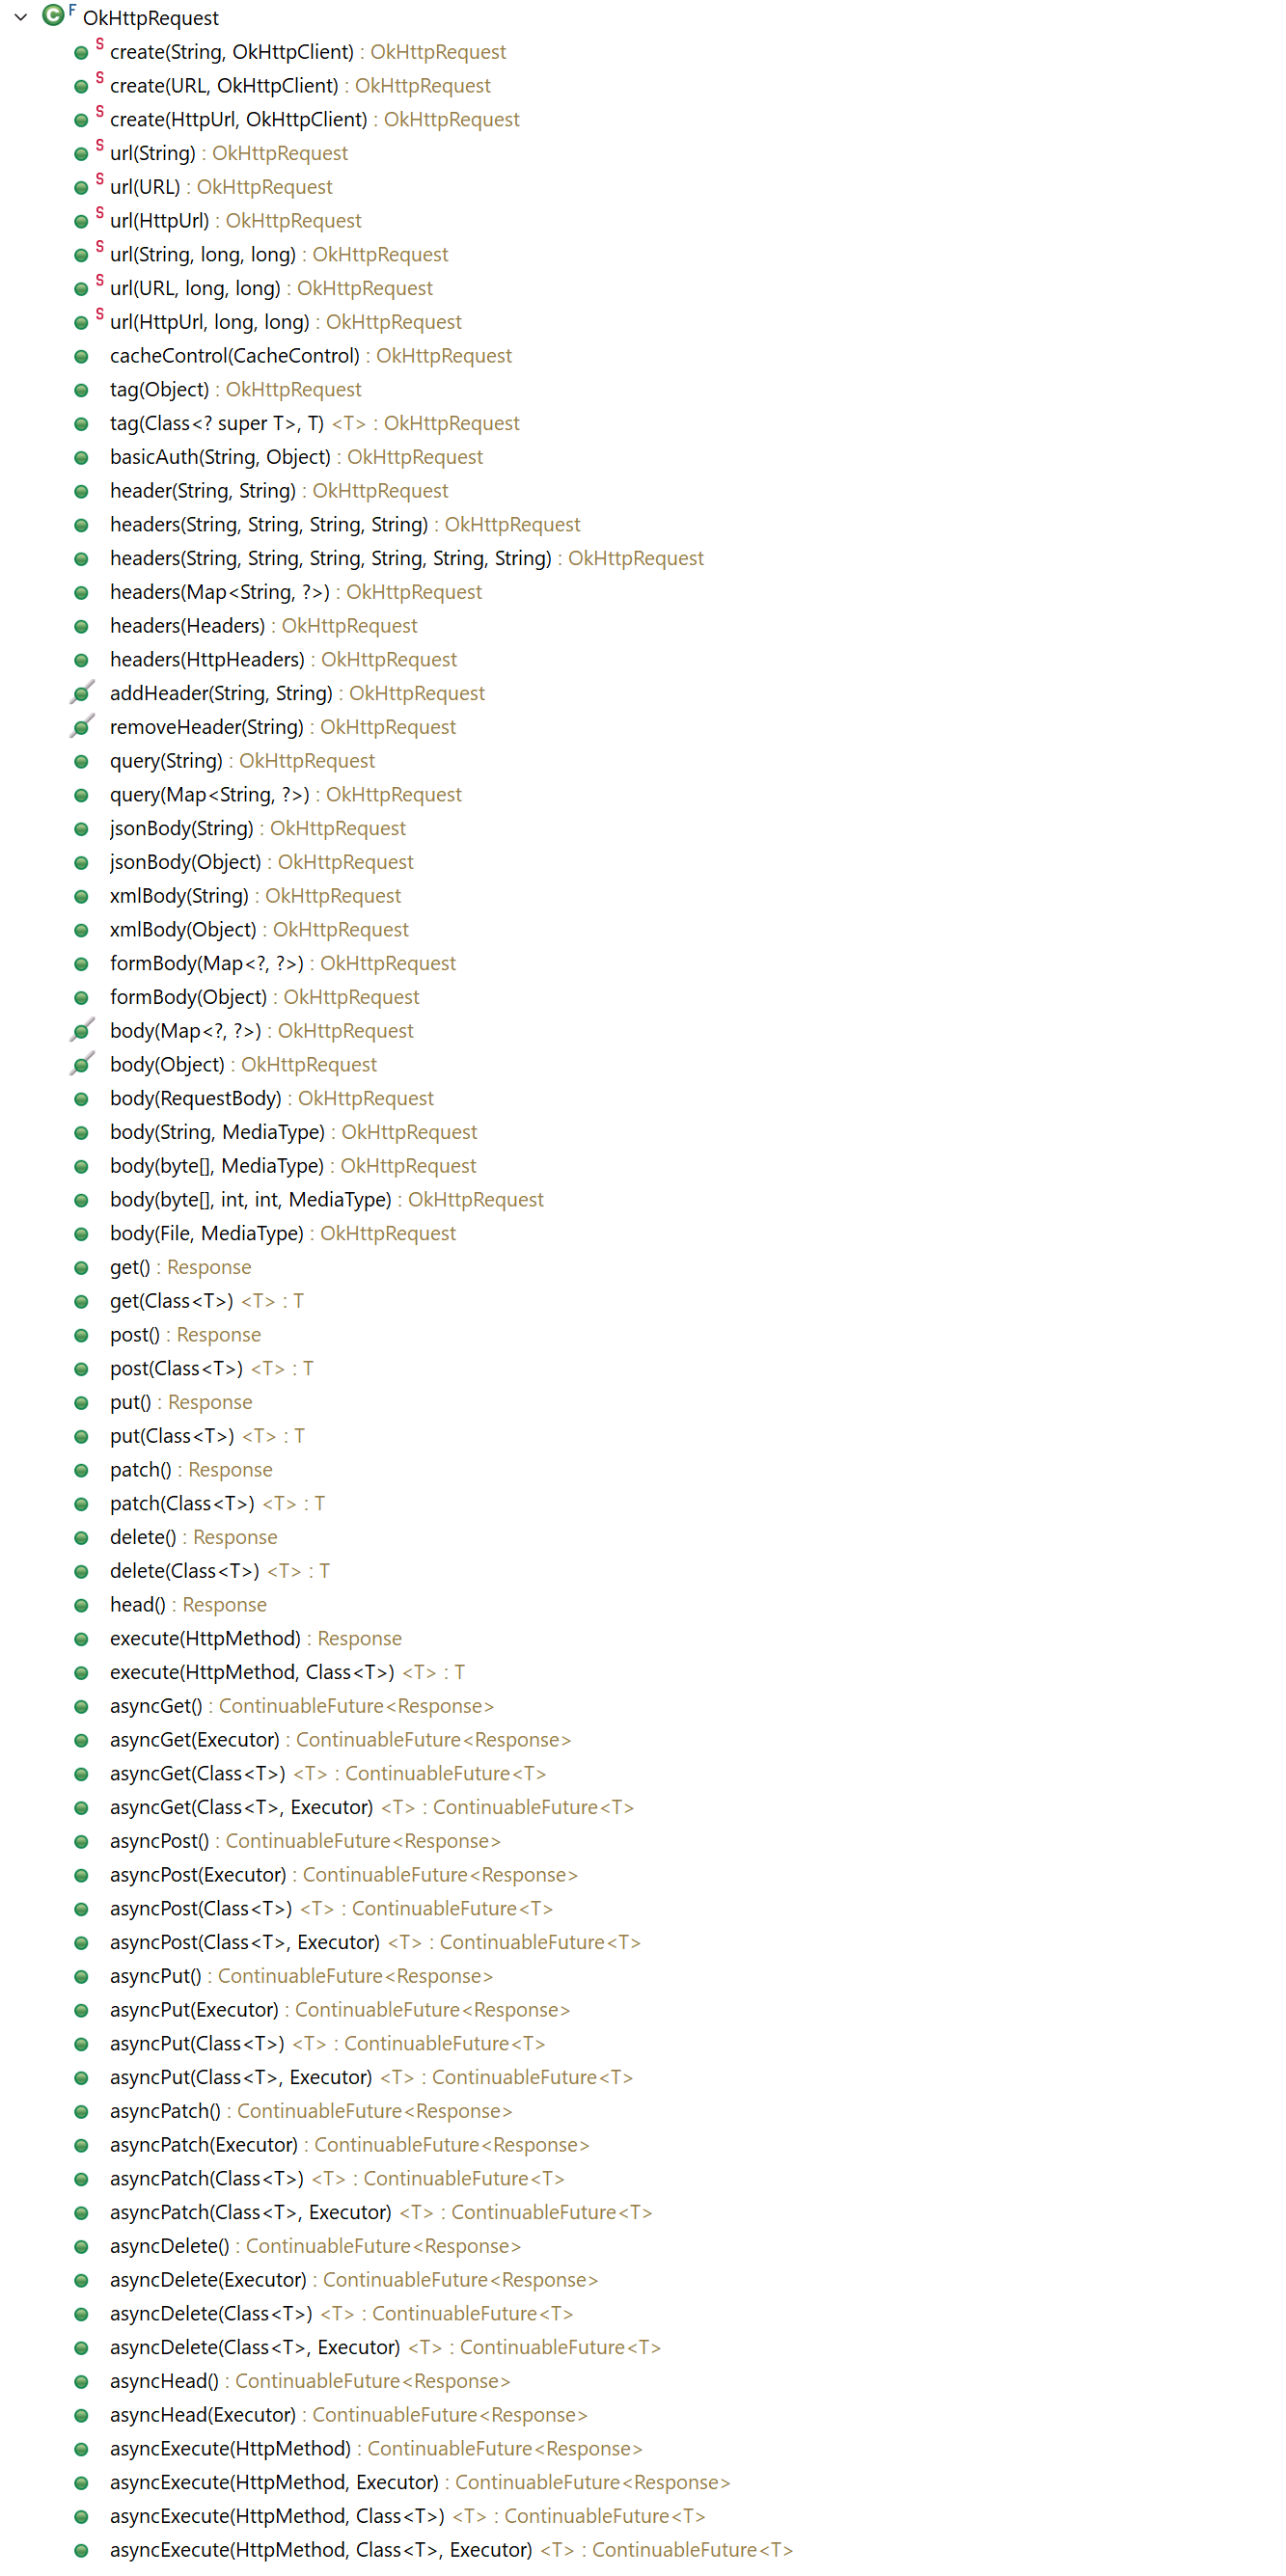 OkHttpRequest
create(String, OkHttpClient) : OkHttpRequest
create(URL, OkHttpClient) : OkHttpRequest
create(HttpUrl, OkHttpClient) : OkHttpRequest
url(String) : OkHttpRequest
url(URL) : OkHttpRequest
url(HttpUrl) : OkHttpRequest
url(String, long, long) : OkHttpRequest
url(URL, long, long) : OkHttpRequest
url(HttpUrl, long, long) : OkHttpRequest
cacheControl(CacheControl) : OkHttpRequest
tag(Object) : OkHttpRequest
tag(Class<? super T>, T) <T> : OkHttpRequest
basicAuth(String, Object) : OkHttpRequest
header(String, String) : OkHttpRequest
headers(String, String, String, String) : OkHttpRequest
headers(String, String, String, String, String, String) : OkHttpRequest
headers(Map<String, ?>) : OkHttpRequest
headers(Headers) : OkHttpRequest
headers(HttpHeaders) : OkHttpRequest
addHeader(String, String) : OkHttpRequest
removeHeader(String) : OkHttpRequest
query(String) : OkHttpRequest
query(Map<String, ?>) : OkHttpRequest
jsonBody(String) : OkHttpRequest
jsonBody(Object) : OkHttpRequest
xmlBody(String) : OkHttpRequest
xmlBody(Object) : OkHttpRequest
formBody(Map<?, ?>) : OkHttpRequest
formBody(Object) : OkHttpRequest
body(Map<?, ?>) : OkHttpRequest
body(Object) : OkHttpRequest
body(RequestBody) : OkHttpRequest
body(String, MediaType) : OkHttpRequest
body(byte[], MediaType) : OkHttpRequest
body(byte[], int, int, MediaType) : OkHttpRequest
body(File, MediaType) : OkHttpRequest
get() : Response
get(Class<T>) <T> : T
post() : Response
post(Class<T>) <T> : T
put() : Response
put(Class<T>) <T> : T
patch() : Response
patch(Class<T>) <T> : T
delete() : Response
delete(Class<T>) <T> : T
head() : Response
execute(HttpMethod) : Response
execute(HttpMethod, Class<T>) <T> : T
asyncGet() : ContinuableFuture<Response>
asyncGet(Executor) : ContinuableFuture<Response>
asyncGet(Class<T>) <T> : ContinuableFuture<T>
asyncGet(Class<T>, Executor) <T> : ContinuableFuture<T>
asyncPost() : ContinuableFuture<Response>
asyncPost(Executor) : ContinuableFuture<Response>
asyncPost(Class<T>) <T> : ContinuableFuture<T>
asyncPost(Class<T>, Executor) <T> : ContinuableFuture<T>
asyncPut() : ContinuableFuture<Response>
asyncPut(Executor) : ContinuableFuture<Response>
asyncPut(Class<T>) <T> : ContinuableFuture<T>
asyncPut(Class<T>, Executor) <T> : ContinuableFuture<T>
asyncPatch() : ContinuableFuture<Response>
asyncPatch(Executor) : ContinuableFuture<Response>
asyncPatch(Class<T>) <T> : ContinuableFuture<T>
asyncPatch(Class<T>, Executor) <T> : ContinuableFuture<T>
asyncDelete() : ContinuableFuture<Response>
asyncDelete(Executor) : ContinuableFuture<Response>
asyncDelete(Class<T>) <T> : ContinuableFuture<T>
asyncDelete(Class<T>, Executor) <T> : ContinuableFuture<T>
asyncHead() : ContinuableFuture<Response>
asyncHead(Executor) : ContinuableFuture<Response>
asyncExecute(HttpMethod) : ContinuableFuture<Response>
asyncExecute(HttpMethod, Executor) : ContinuableFuture<Response>
asyncExecute(HttpMethod, Class<T>) <T> : ContinuableFuture<T>
asyncExecute(HttpMethod, Class<T>, Executor) <T> : ContinuableFuture<T>